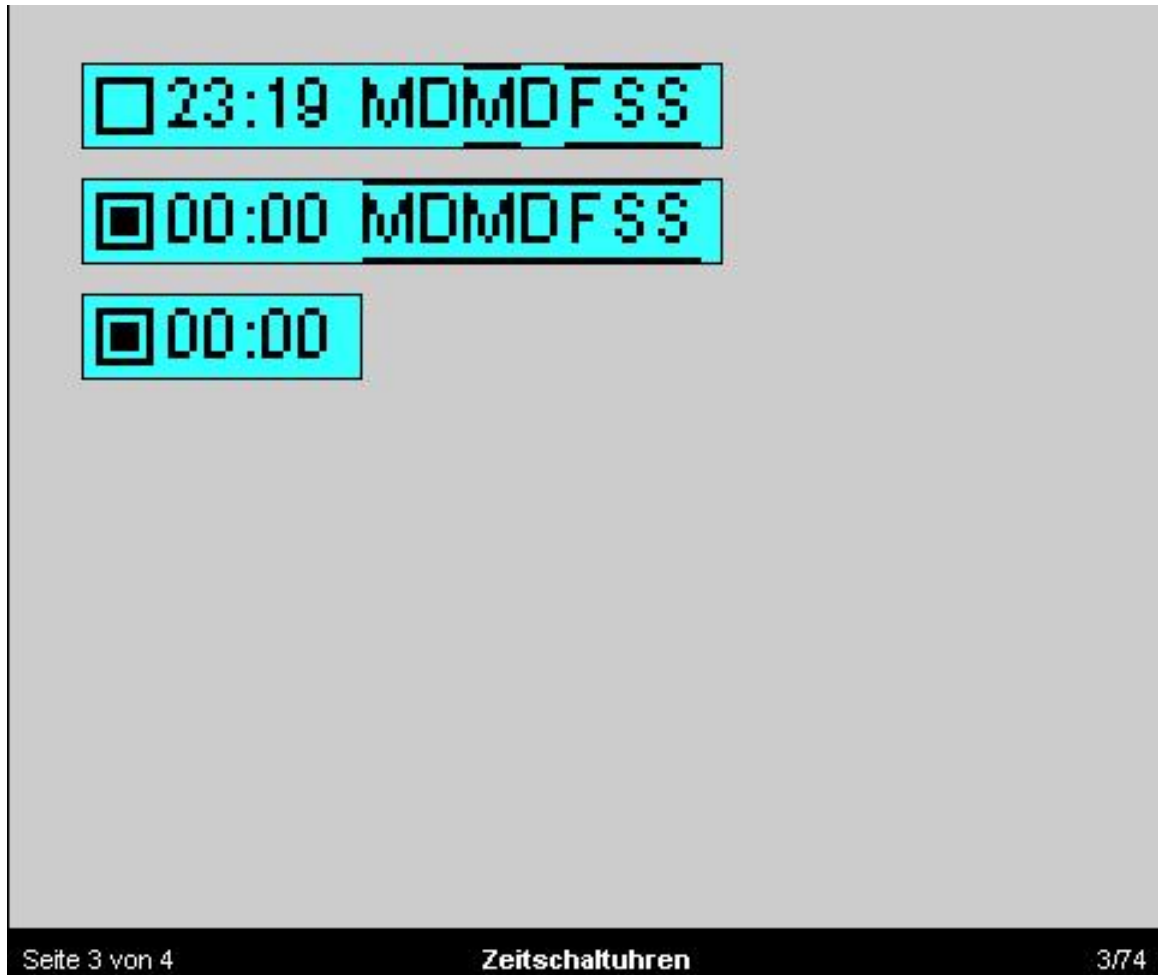 23:19 MDMDFSS
00:00 MDMDFSS
00:00
Seite 3 von 4 Zeitschaltuhren 3/74